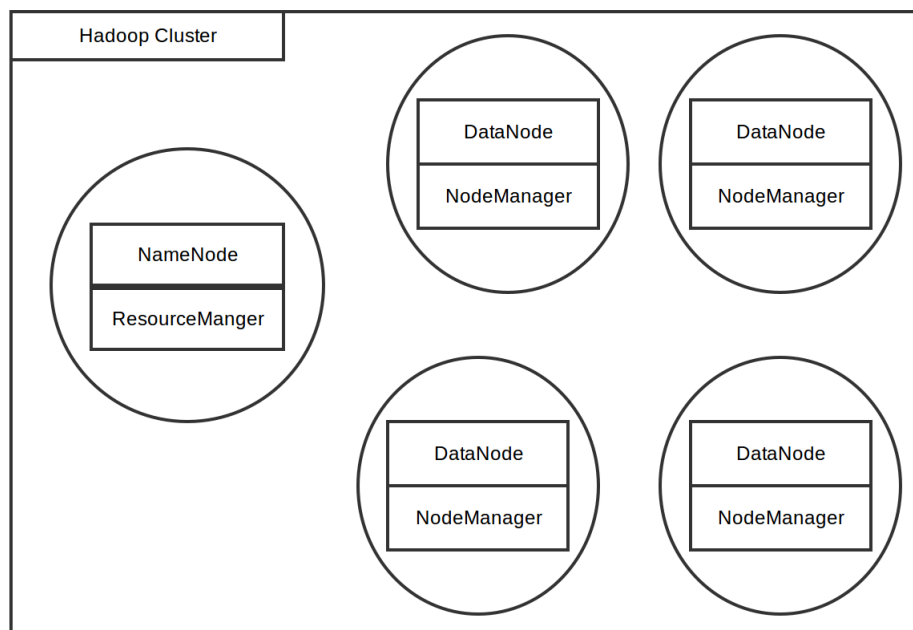 Hadoop Cluster
NameNode
ResourceManger
DataNode
NodeManager
DataNode
NodeManager
DataNode
NodeManager
DataNode
NodeManager